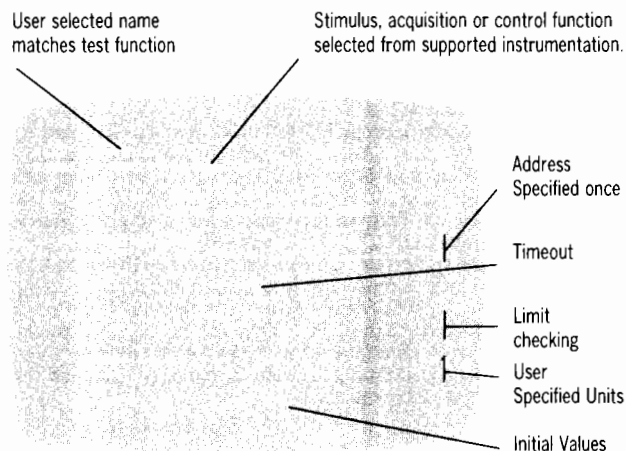 User selected name
matches test function
Stimulus, acquisition or control function
selected from supported instrumentation.
Address
Specified once
Timeout
Limit
checking
User
Specified Units
Initial Values